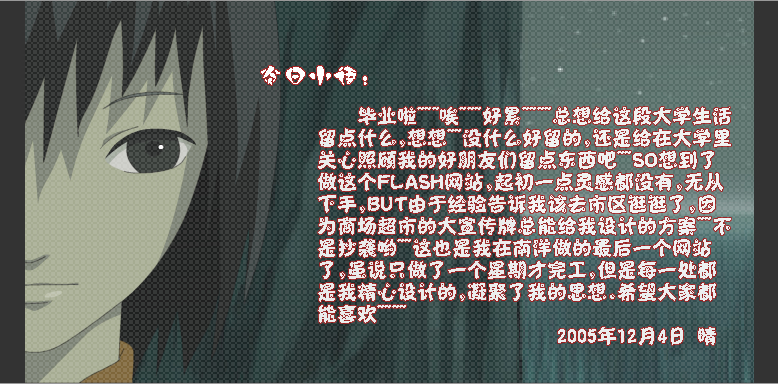 今日小语：
毕业啦~~~~唉~~~~好累~~~~~总想给这段大学生活
留点什么,想想~~~没什么好留的,还是给在大学里
关心照顾我的好朋友们留点东西吧~~~SO想到了
做这个FLASH网站,起初一点灵感都没有,无从
下手,BUT由于经验告诉我该去市区逛逛了,因
为商场超市的大宣传牌总能给我设计的方案~~~不
是抄袭哟~~~这也是我在南洋做的最后一个网站
了,虽说只做了一个星期才完工,但是每一处都
是我精心设计的,凝聚了我的思想.希望大家都
能喜欢~~~~~
2005年12月4日 晴